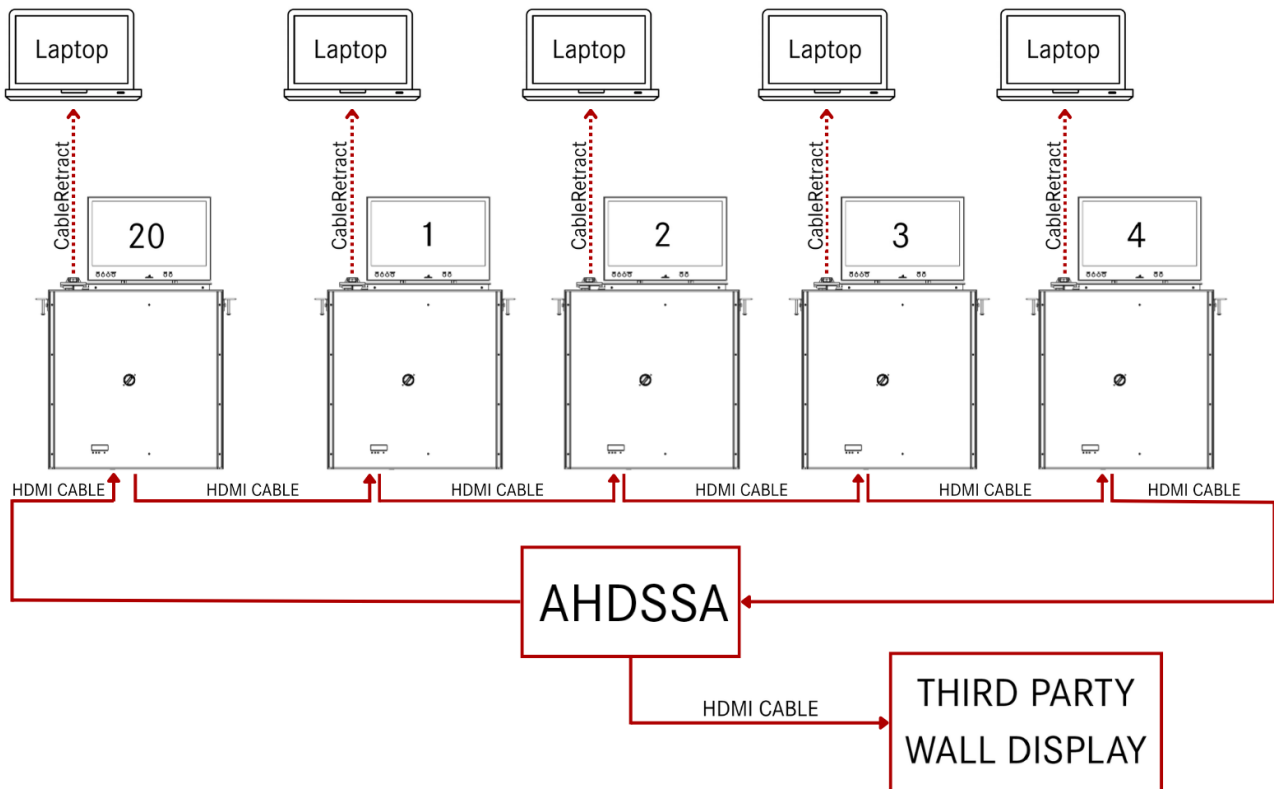 Laptop
Laptop
Laptop
Laptop
Laptop
CableRetract
CableRetract
CableRetract
CableRetract
CableRetract
20
1
2
3
4
HDMI CABLE
HDMI CABLE
HDMI CABLE
HDMI CABLE
HDMI CABLE
HDMI CABLE
AHDSSA
HDMI CABLE
THIRD PARTY
WALL DISPLAY